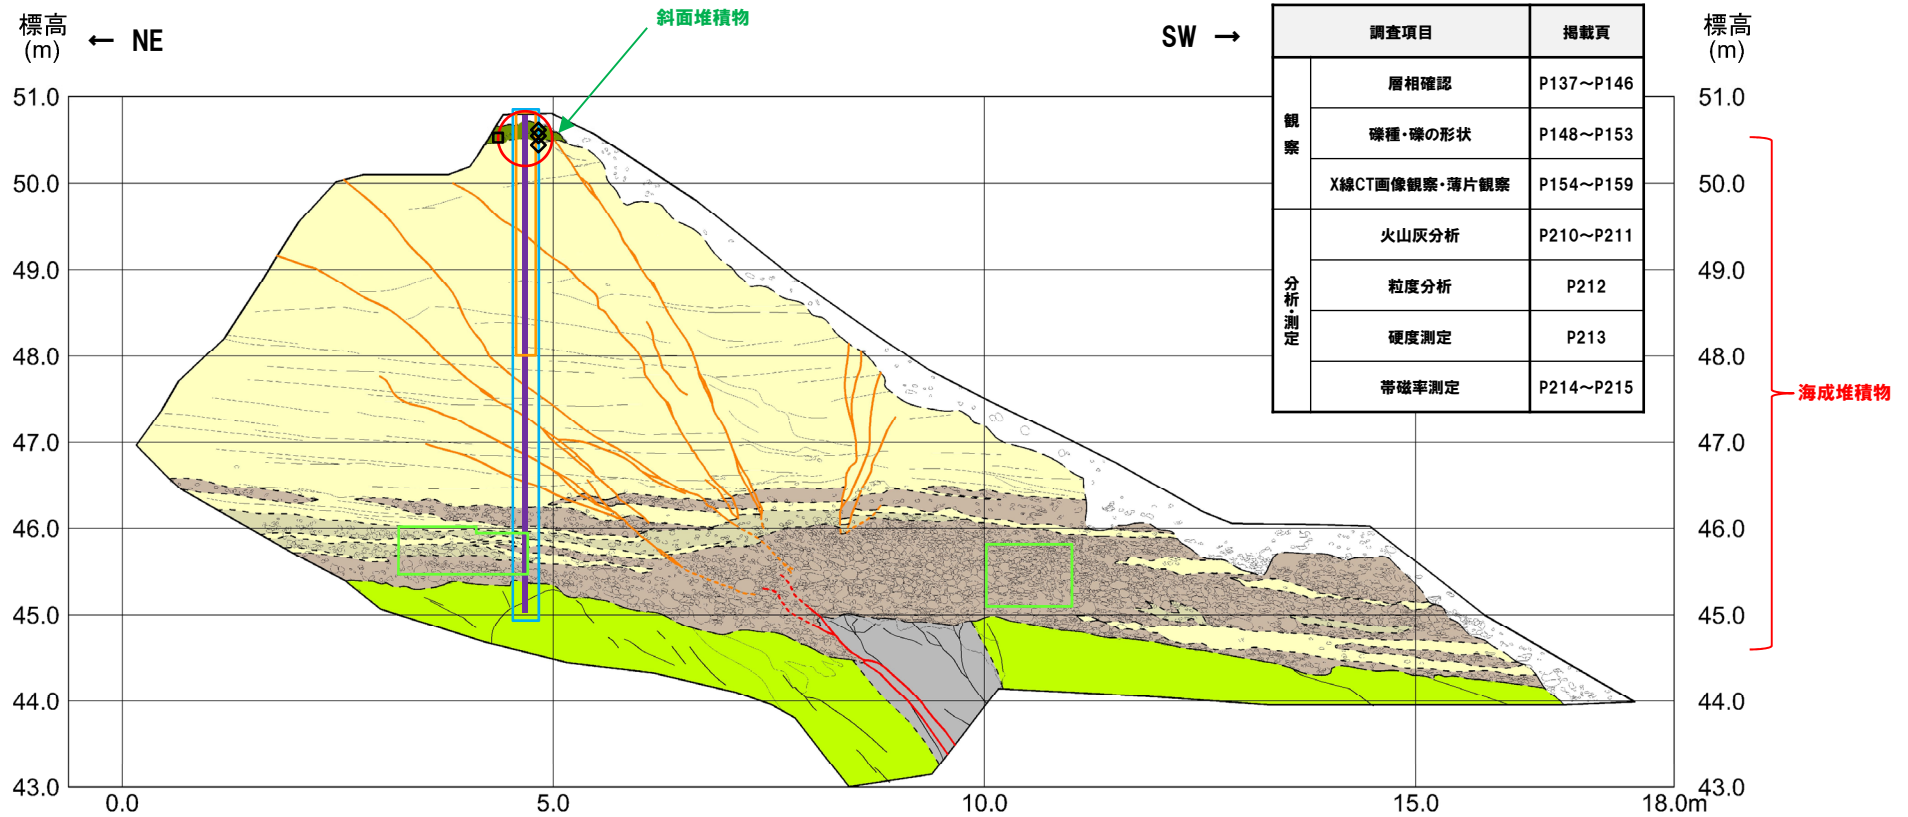 斜面堆積物
標高
(m)
← NE
SW →
標高
(m)
調査項目 掲載頁
観察
層相確認 P137～P146
礫種・礫の形状 P148～P153
X線CT画像観察・薄片観察 P154～P159
分析・測定
火山灰分析 P210～P211
粒度分析 P212
硬度測定 P213
帯磁率測定 P214～P215
51.0
50.0
49.0
48.0
47.0
46.0
45.0
44.0
43.0
51.0
50.0
49.0
48.0
47.0
46.0
45.0
44.0
43.0
海成堆積物
0.0 5.0 10.0 15.0 18.0m